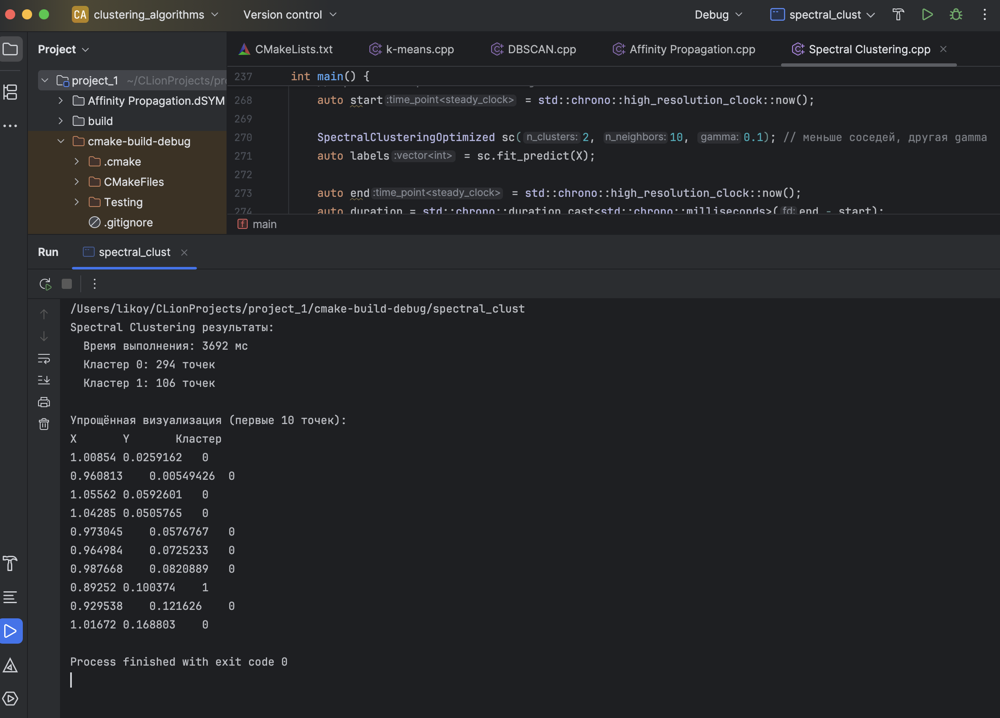 CA clustering_algorithms Version control Debug spectral_clust
Project
CMakeLists.txt k-means.cpp DBSCAN.cpp Affinity Propagation.cpp Spectral Clustering.cpp
project_1 ~/CLionProjects/pro
Affinity Propagation.dSYM
build
cmake-build-debug
.cmake
CMakeFiles
Testing
.gitignore
237 int main() {
268 auto start :time_point<steady_clock> = std::chrono::high_resolution_clock::now();
269
270 SpectralClusteringOptimized sc( n_clusters: 2, n_neighbors: 10, gamma: 0.1); // меньше соседей, другая gamma
271 auto labels :vector<int> = sc.fit_predict(X);
272
273 auto end :time_point<steady_clock> = std::chrono::high_resolution_clock::now();
274 auto duration = std::chrono::duration_cast<std::chrono::milliseconds>( fd: end - start);
f main
Run spectral_clust
/Users/likoy/CLionProjects/project_1/cmake-build-debug/spectral_clust
Spectral Clustering результаты:
Время выполнения: 3692 мс
Кластер 0: 294 точек
Кластер 1: 106 точек
Упрощённая визуализация (первые 10 точек):
X Y Кластер
1.00854 0.0259162 0
0.960813 0.00549426 0
1.05562 0.0592601 0
1.04285 0.0505765 0
0.973045 0.0576767 0
0.964984 0.0725233 0
0.987668 0.0820889 0
0.89252 0.100374 1
0.929538 0.121626 0
1.01672 0.168803 0
Process finished with exit code 0